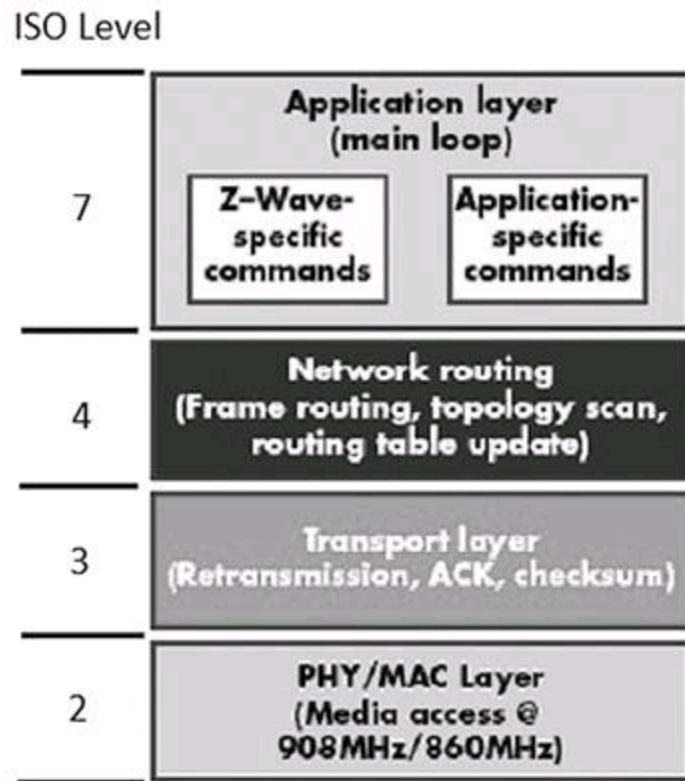 ISO Level
7
Application layer
(main loop)
Z-Wave-
specific
commands
Application-
specific
commands
4
Network routing
(Frame routing, topology scan,
routing table update)
3
Transport layer
(Retransmission, ACK, checksum)
2
PHY/MAC Layer
(Media access @
908MHz/860MHz)